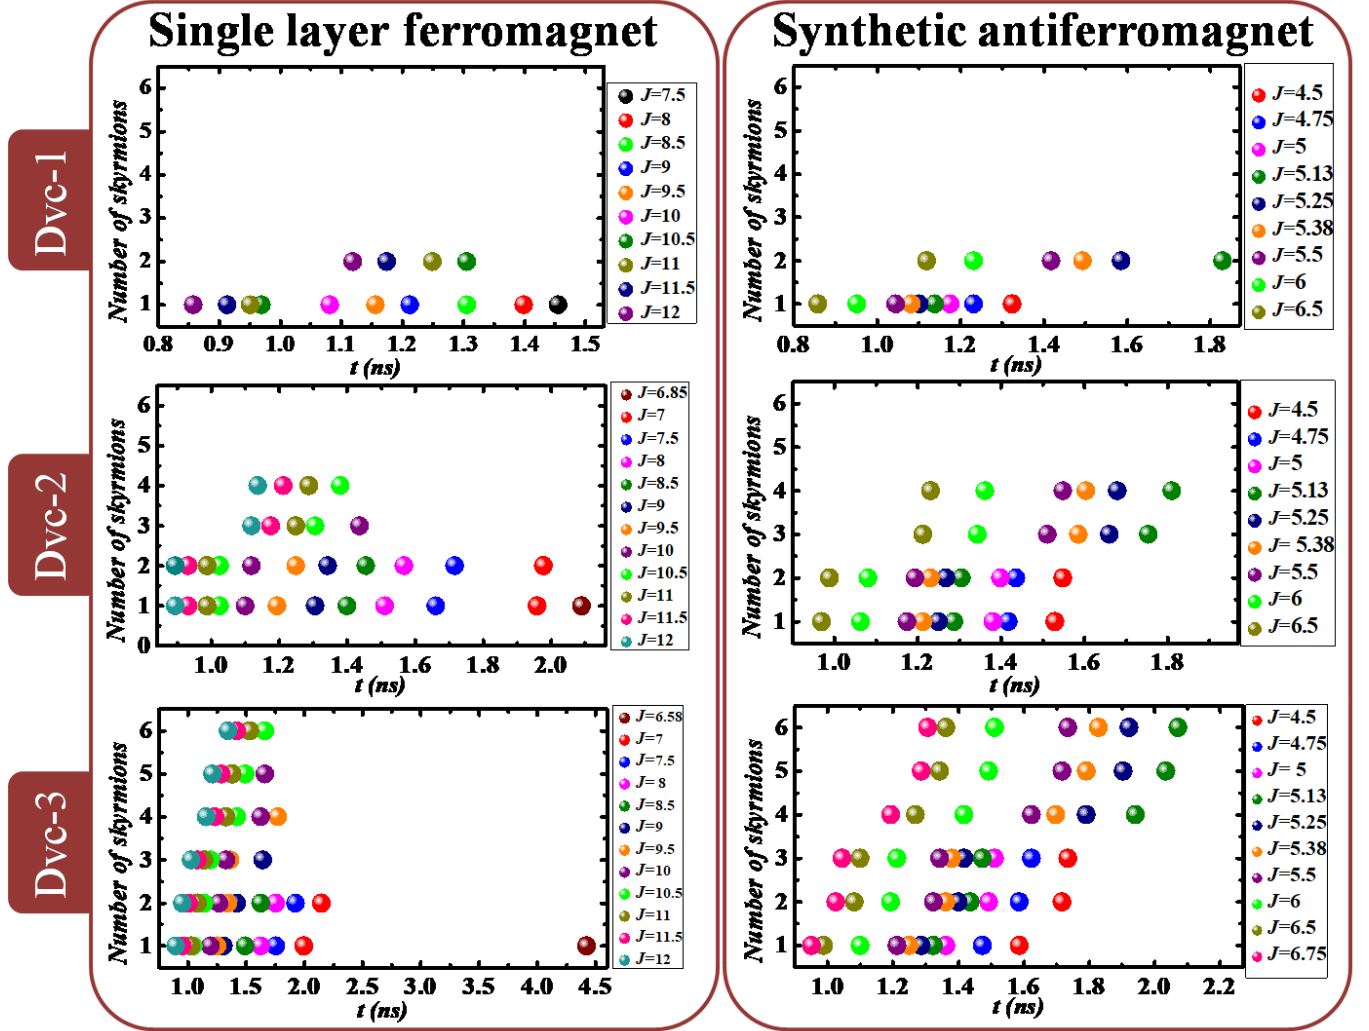 Single layer ferromagnet
Synthetic antiferromagnet
Dvc-1
Number of skyrmions
6
5
4
3
2
1
0.8 0.9 1.0 1.1 1.2 1.3 1.4 1.5
t (ns)
J=7.5
J=8
J=8.5
J=9
J=9.5
J=10
J=10.5
J=11
J=11.5
J=12
Number of skyrmions
6
5
4
3
2
1
0.8 1.0 1.2 1.4 1.6 1.8
t (ns)
J=4.5
J=4.75
J=5
J=5.13
J=5.25
J=5.38
J=5.5
J=6
J=6.5
Dvc-2
Number of skyrmions
6
5
4
3
2
1
0
1.0 1.2 1.4 1.6 1.8 2.0
t (ns)
J=6.85
J=7
J=7.5
J=8
J=8.5
J=9
J=9.5
J=10
J=10.5
J=11
J=11.5
J=12
Number of skyrmions
6
5
4
3
2
1
1.0 1.2 1.4 1.6 1.8
t (ns)
J=4.5
J=4.75
J=5
J=5.13
J=5.25
J= 5.38
J=5.5
J=6
J=6.5
Dvc-3
Number of skyrmions
6
5
4
3
2
1
1.0 1.5 2.0 2.5 3.0 3.5 4.0 4.5
t (ns)
J=6.58
J=7
J=7.5
J= 8
J=8.5
J=9
J=9.5
J=10
J=10.5
J=11
J=11.5
J=12
Number of skyrmions
6
5
4
3
2
1
1.0 1.2 1.4 1.6 1.8 2.0 2.2
t (ns)
J=4.5
J=4.75
J= 5
J=5.13
J=5.25
J=5.38
J=5.5
J=6
J=6.5
J=6.75